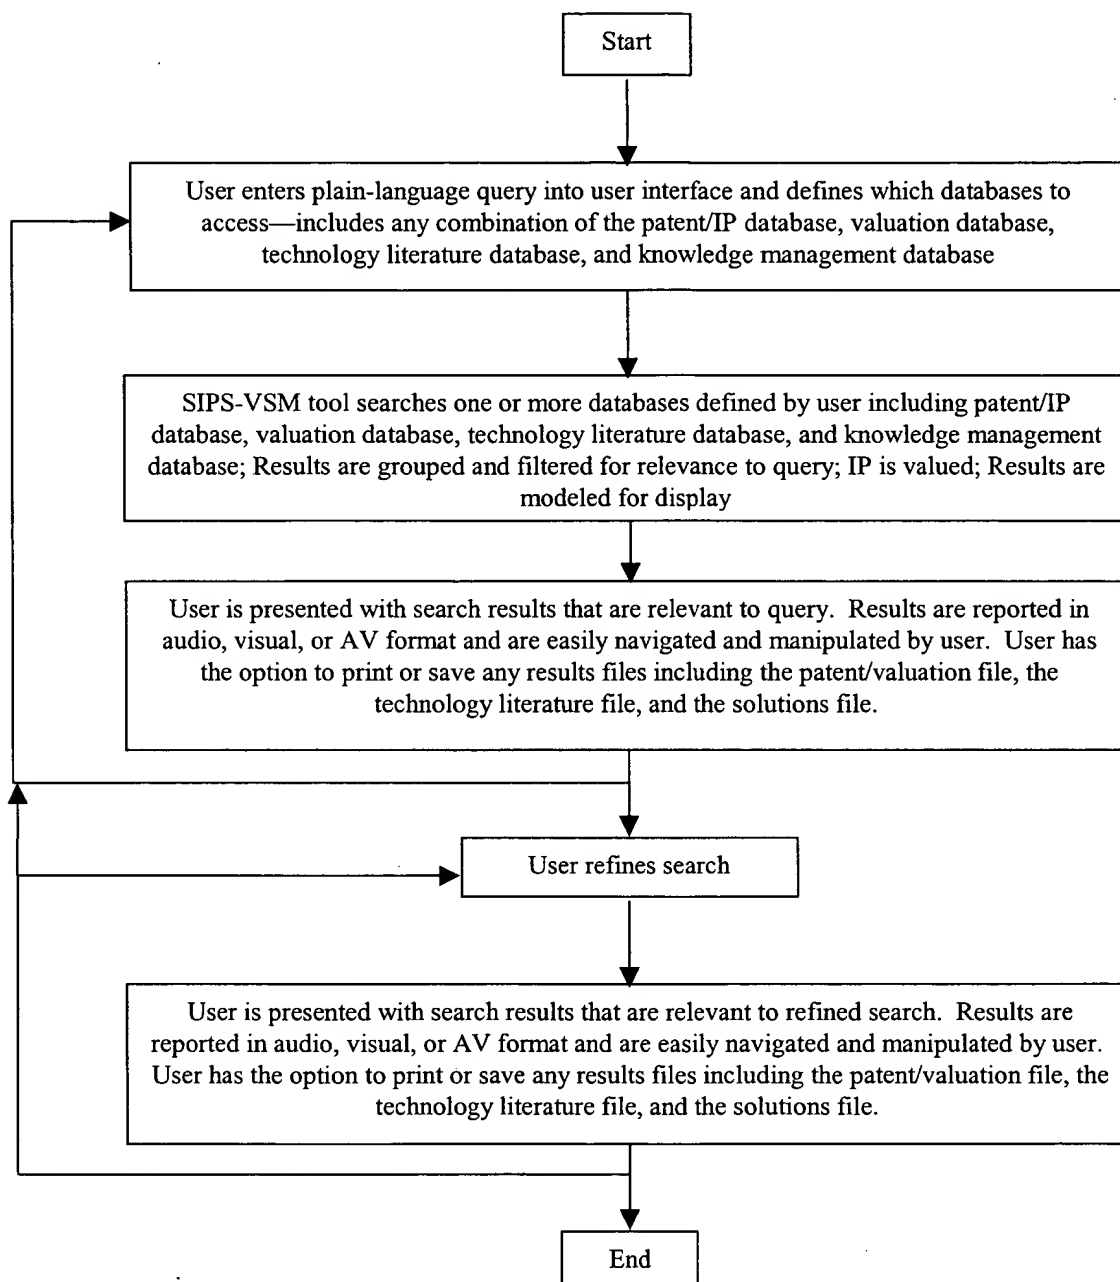 Start
User enters plain-language query into user interface and defines which databases to
access—includes any combination of the patent/IP database, valuation database,
technology literature database, and knowledge management database
SIPS-VSM tool searches one or more databases defined by user including patent/IP
database, valuation database, technology literature database, and knowledge management
database; Results are grouped and filtered for relevance to query; IP is valued; Results are
modeled for display
User is presented with search results that are relevant to query. Results are reported in
audio, visual, or AV format and are easily navigated and manipulated by user. User has
the option to print or save any results files including the patent/valuation file, the
technology literature file, and the solutions file.
User refines search
User is presented with search results that are relevant to refined search. Results are
reported in audio, visual, or AV format and are easily navigated and manipulated by user.
User has the option to print or save any results files including the patent/valuation file, the
technology literature file, and the solutions file.
End